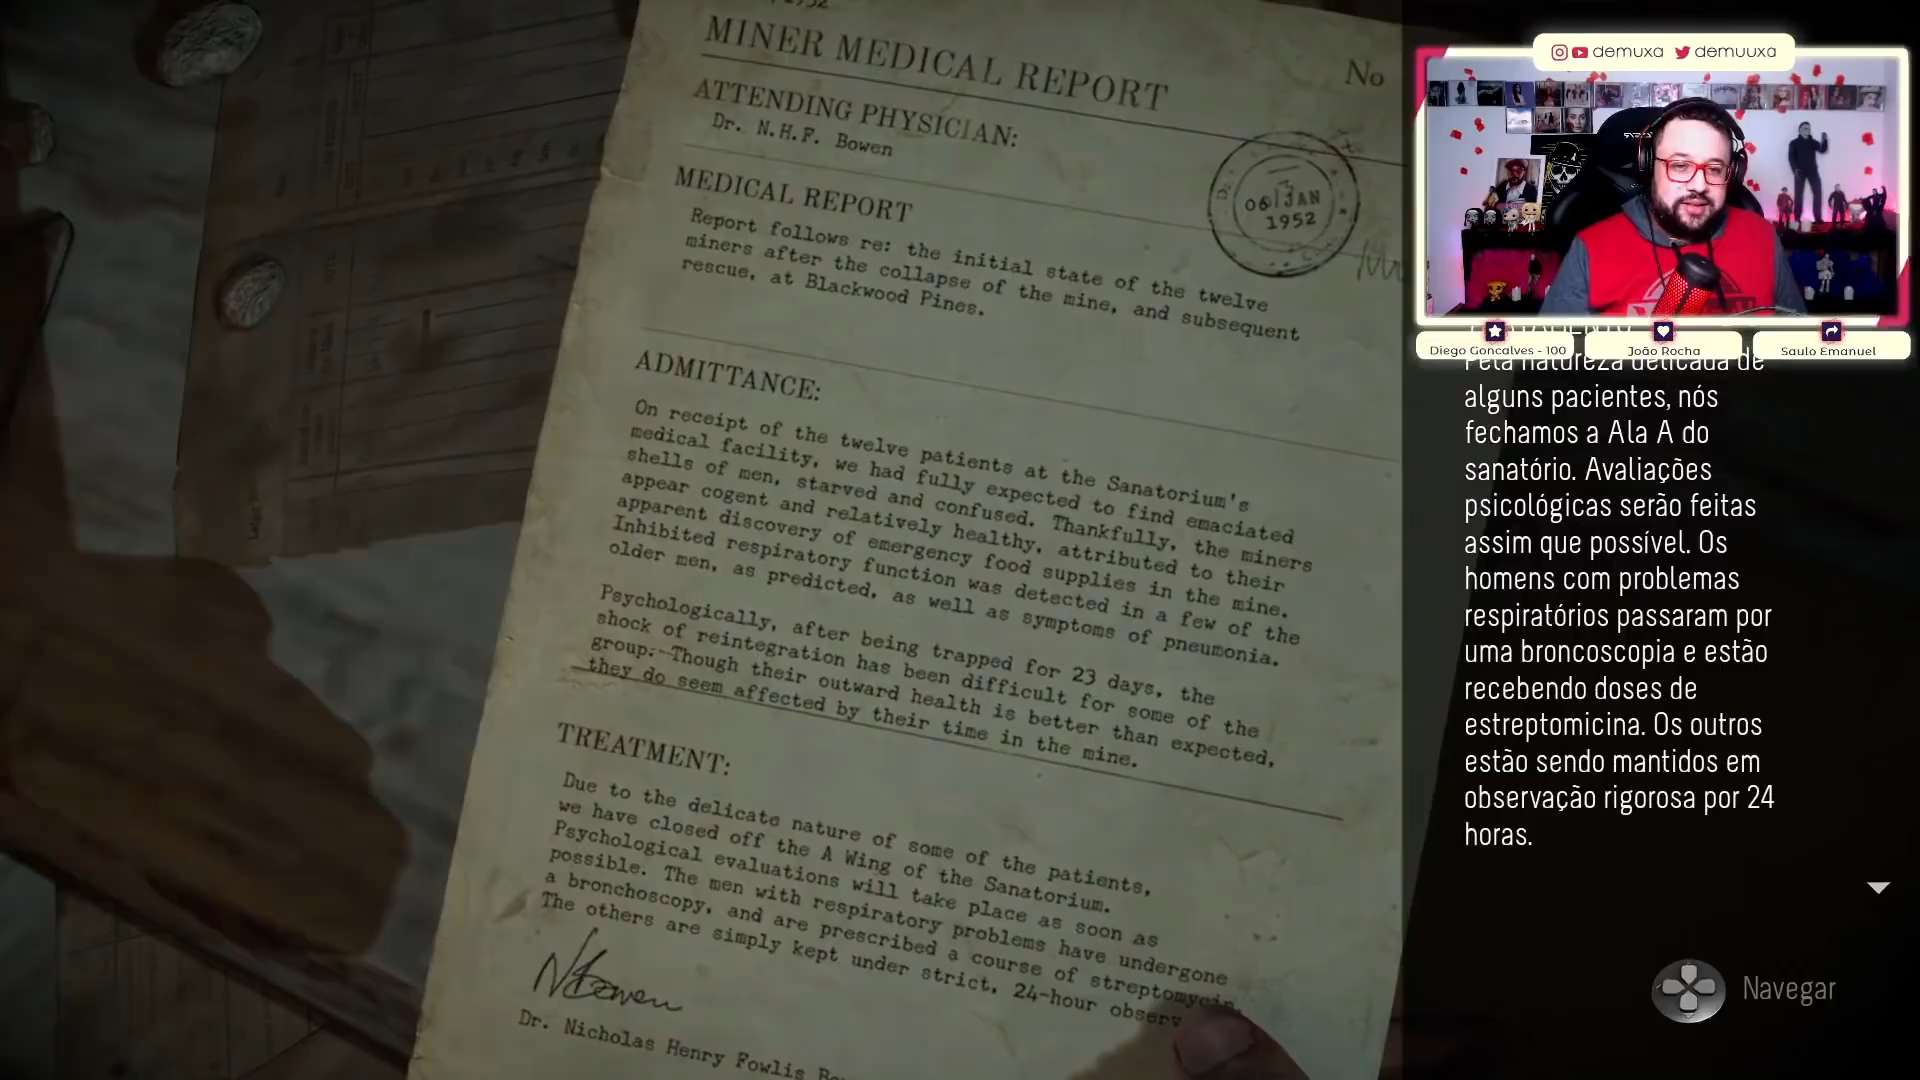 1952
MINER MEDICAL REPORT
No
ATTENDING PHYSICIAN:
Dr. N.H.F. Bowen
06 JAN
1952
MEDICAL REPORT
Report follows re: the initial state of the twelve
miners after the collapse of the mine, and subsequent
rescue, at Blackwood Pines.
ADMITTANCE:
On receipt of the twelve patients at the Sanatorium's
medical facility, we had fully expected to find emaciated
shells of men, starved and confused. Thankfully, the miners
appear cogent and relatively healthy, attributed to their
apparent discovery of emergency food supplies in the mine.
Inhibited respiratory function was detected in a few of the
older men, as predicted, as well as symptoms of pneumonia.
Psychologically, after being trapped for 23 days, the
shock of reintegration has been difficult for some of the
group. Though their outward health is better than expected,
they do seem affected by their time in the mine.
TREATMENT:
Due to the delicate nature of some of the patients,
we have closed off the A Wing of the Sanatorium.
Psychological evaluations will take place as soon as
possible. The men with respiratory problems have undergone
a bronchoscopy, and are prescribed a course of streptomycin.
The others are simply kept under strict, 24-hour observ
NBowen
Dr. Nicholas Henry Fowlis Bo
demuxa demuuxa
Diego Goncalves - 100
João Rocha
Saulo Emanuel
Pela natureza delicada de
alguns pacientes, nós
fechamos a Ala A do
sanatório. Avaliações
psicológicas serão feitas
assim que possível. Os
homens com problemas
respiratórios passaram por
uma broncoscopia e estão
recebendo doses de
estreptomicina. Os outros
estão sendo mantidos em
observação rigorosa por 24
horas.
Navegar